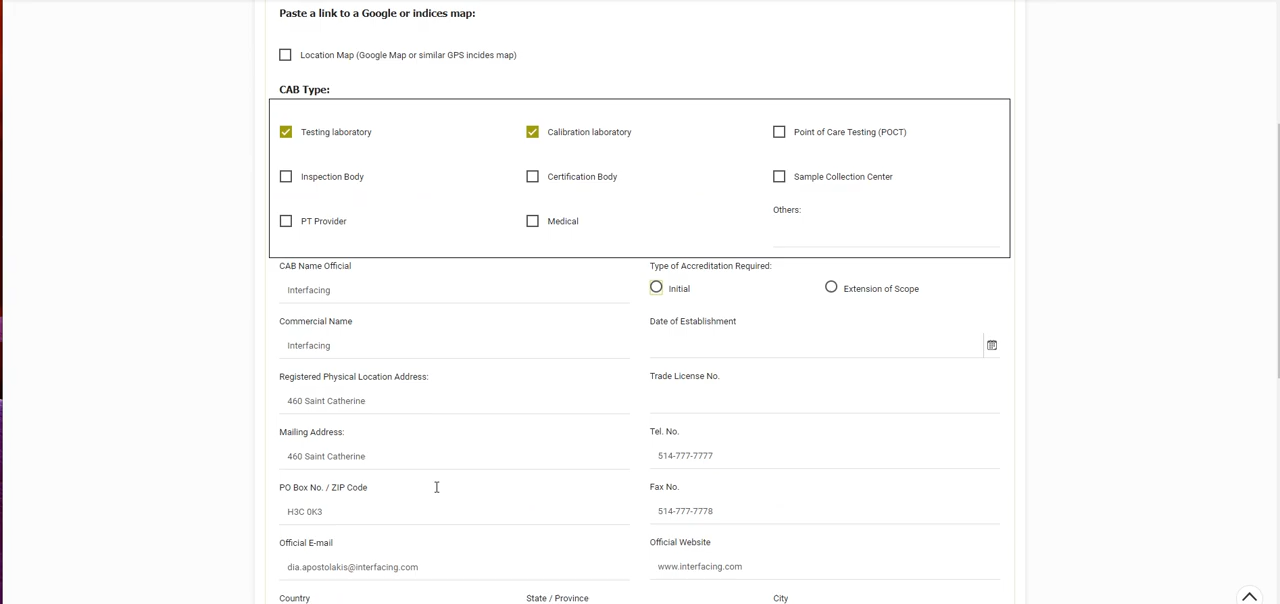 Paste a link to a Google or indices map:
Location Map (Google Map or similar GPS incides map)
CAB Type:
Testing laboratory
Calibration laboratory
Point of Care Testing (POCT)
Inspection Body
Certification Body
Sample Collection Center
Others:
PT Provider
Medical
CAB Name Official
Type of Accreditation Required:
Interfacing
Initial
Extension of Scope
Commercial Name
Date of Establishment
Interfacing
Registered Physical Location Address:
Trade License No.
460 Saint Catherine
Mailing Address:
Tel. No.
460 Saint Catherine
514-777-7777
PO Box No. / ZIP Code
Fax No.
H3C 0K3
514-777-7778
Official E-mail
Official Website
dia.apostolakis@interfacing.com
www.interfacing.com
Country
State / Province
City